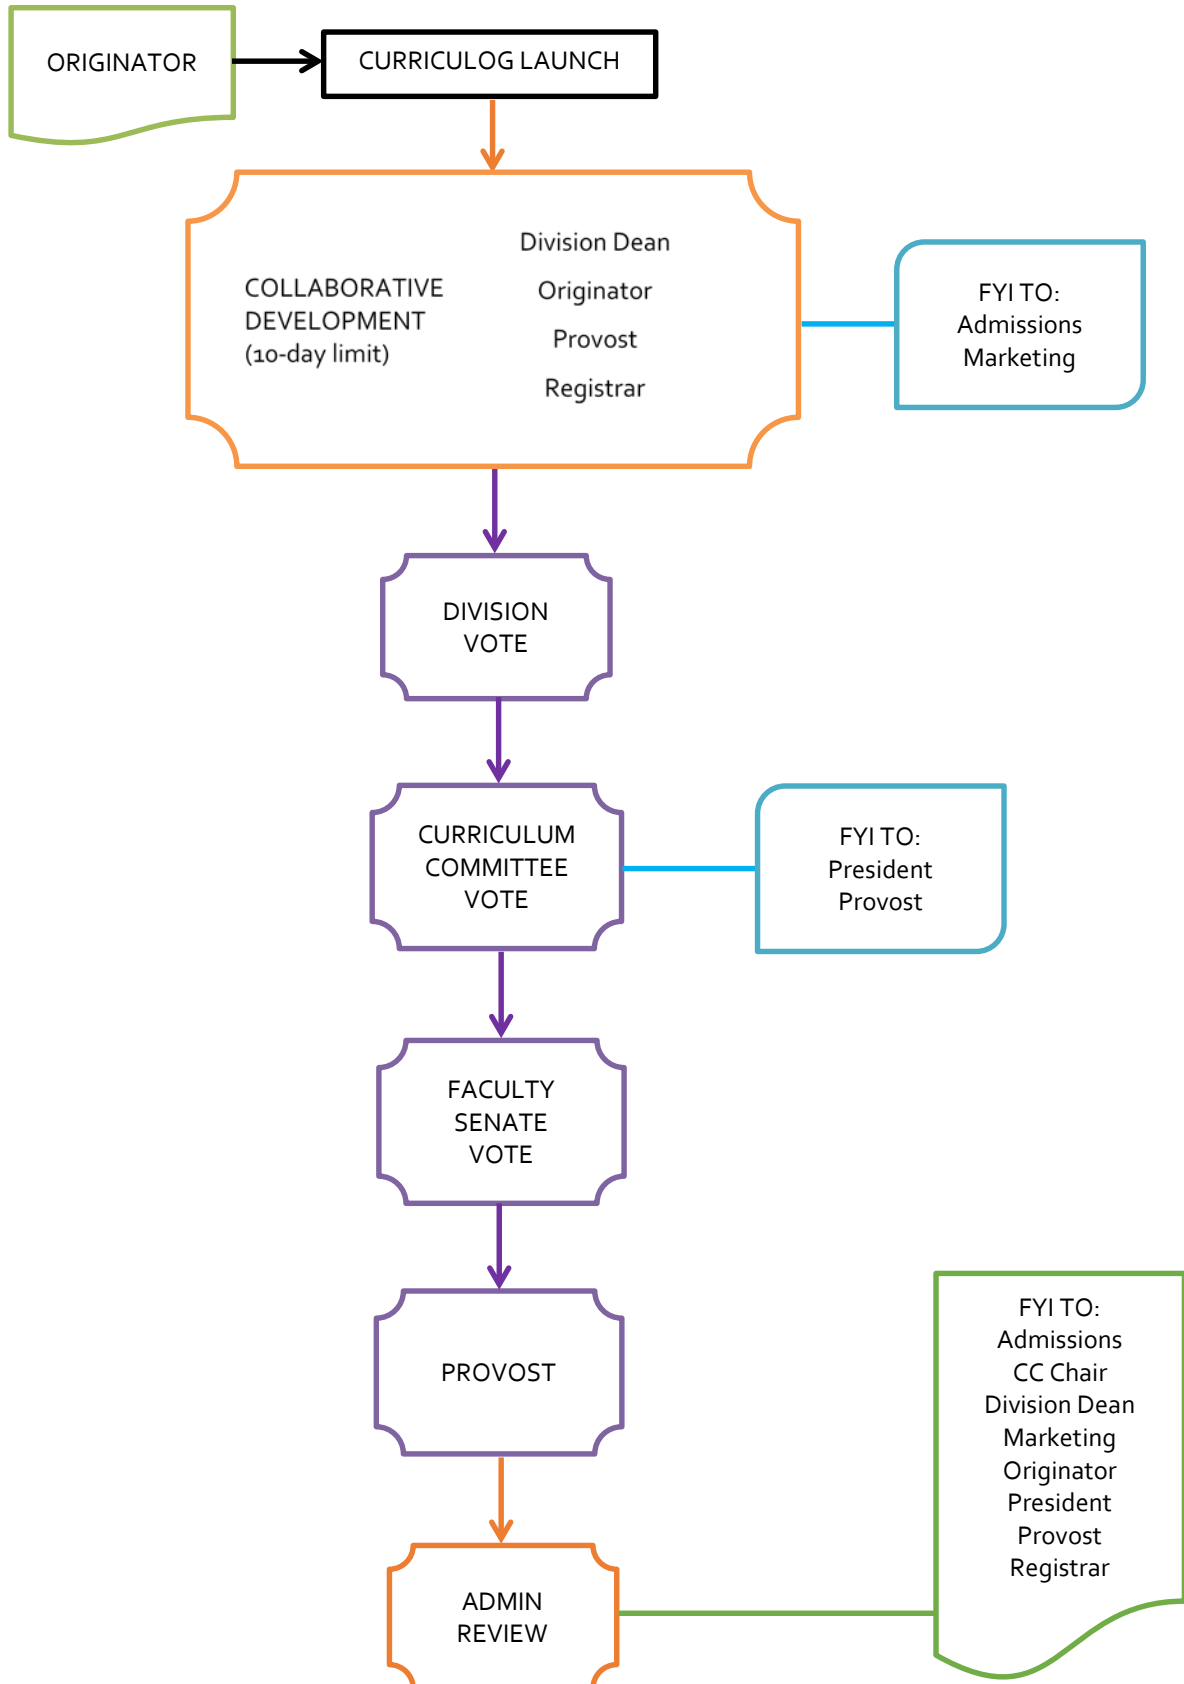 ORIGINATOR
CURRICULOG LAUNCH
COLLABORATIVE
DEVELOPMENT
(10-day limit)
Division Dean
Originator
Provost
Registrar
FYI TO:
Admissions
Marketing
DIVISION
VOTE
CURRICULUM
COMMITTEE
VOTE
FYI TO:
President
Provost
FACULTY
SENATE
VOTE
PROVOST
FYI TO:
Admissions
CC Chair
Division Dean
Marketing
Originator
President
Provost
Registrar
ADMIN
REVIEW